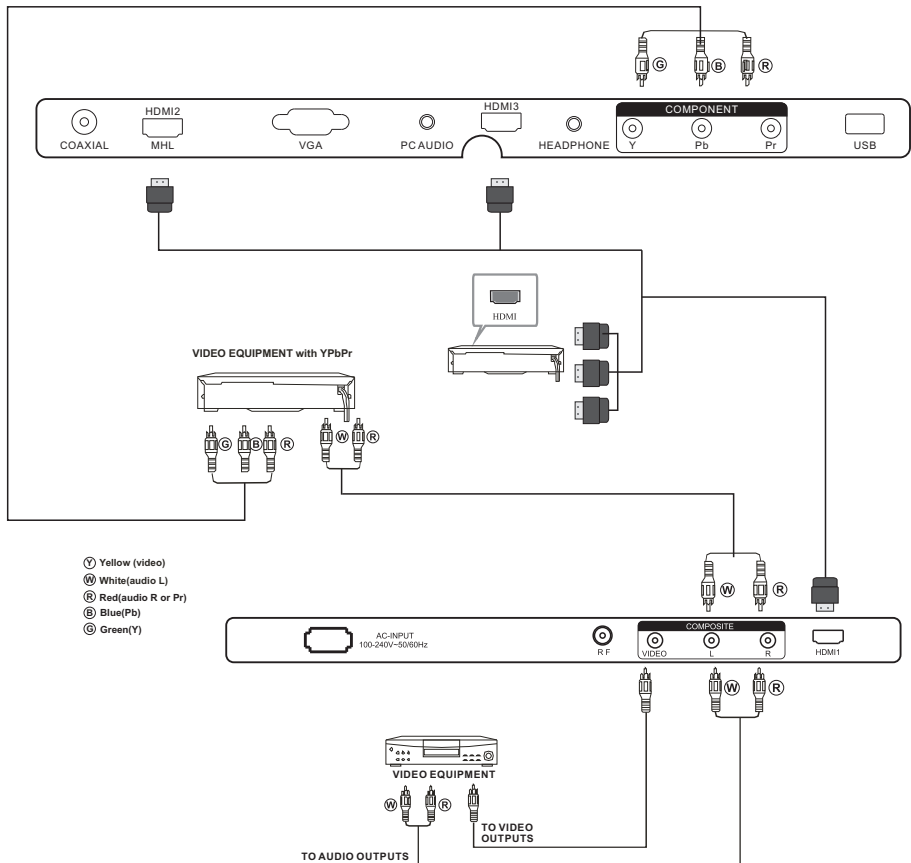 G B R
HDMI2
HDMI3
COMPONENT
COAXIAL MHL VGA PC AUDIO HEADPHONE Y Pb Pr USB
HDMI
VIDEO EQUIPMENT with YPbPr
G B R W R
Y Yellow (video)
W White(audio L)
R Red(audio R or Pr)
B Blue(Pb)
G Green(Y)
W R
AC-INPUT
100-240V~50/60Hz
COMPOSITE
R F VIDEO L R HDMI1
W R
VIDEO EQUIPMENT
W R
TO VIDEO
OUTPUTS
TO AUDIO OUTPUTS